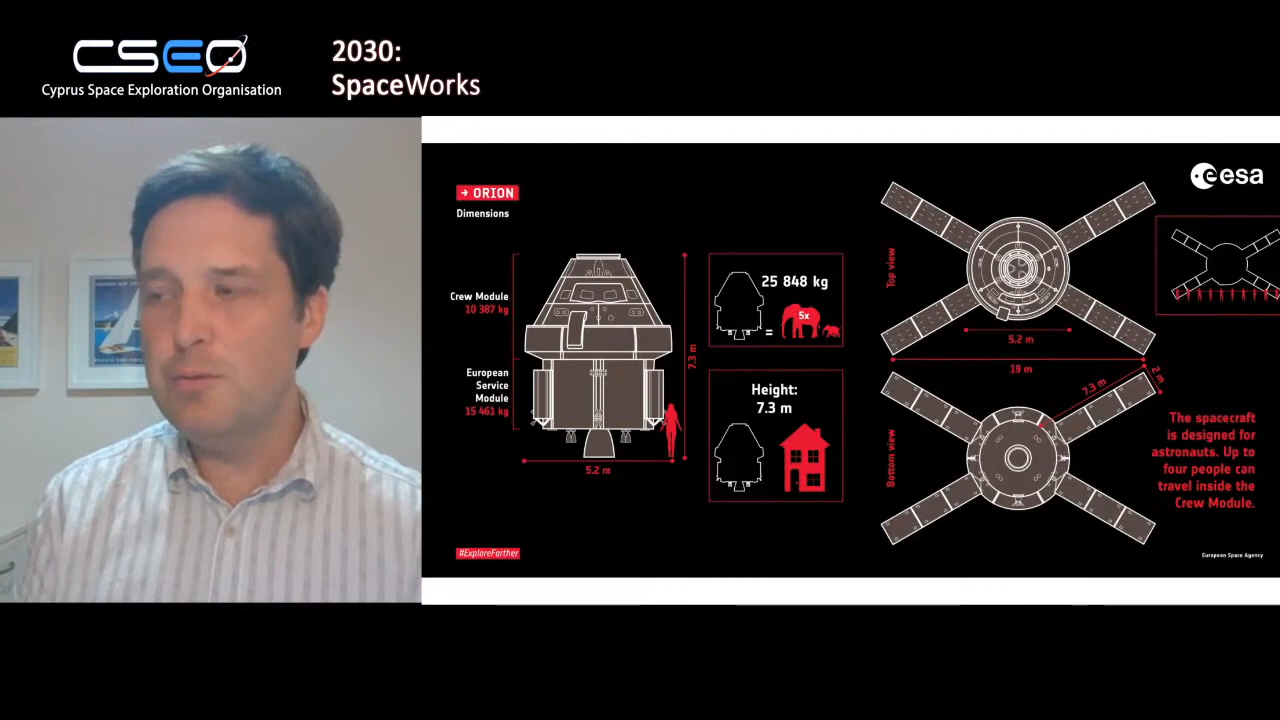 CSEO
Cyprus Space Exploration Organisation
2030:
SpaceWorks
esa
→ ORION
Dimensions
Crew Module
10 387 kg
European
Service
Module
15 461 kg
7.3 m
5.2 m
25 848 kg
=
5x
Height:
7.3 m
Top view
5.2 m
19 m
Bottom view
7.3 m
2 m
The spacecraft
is designed for
astronauts. Up to
four people can
travel inside the
Crew Module.
#ExploreFarther
European Space Agency